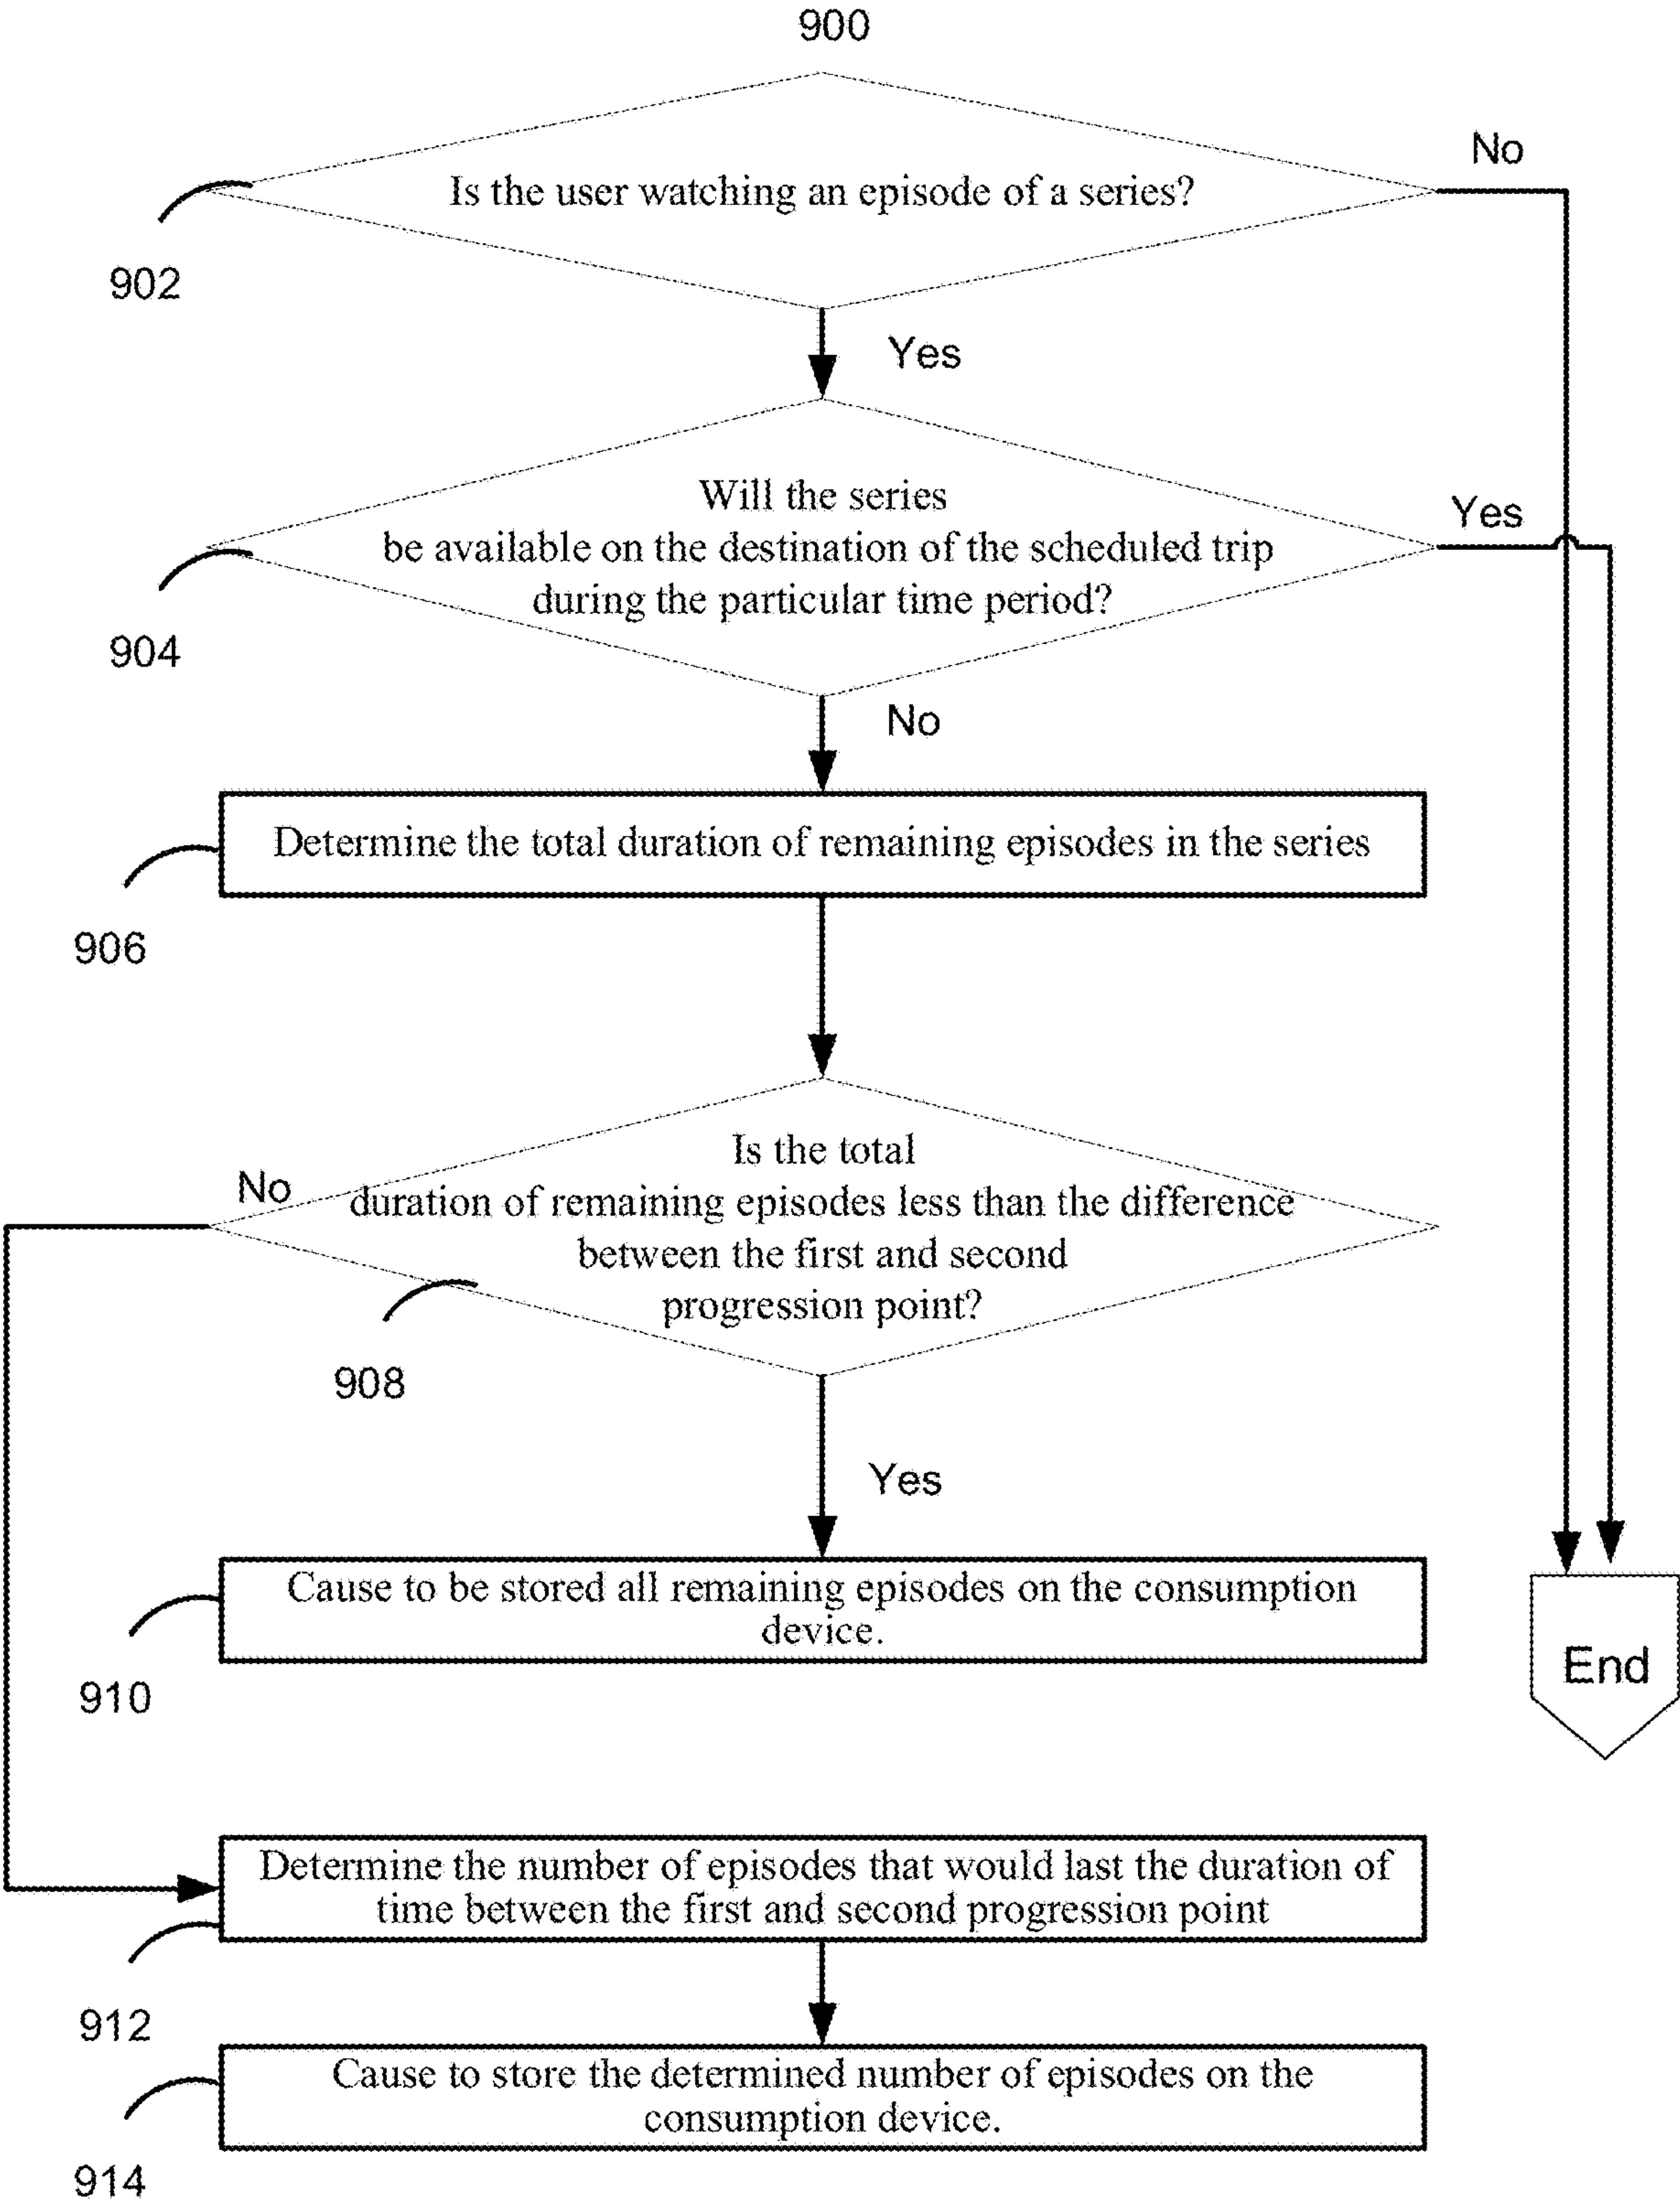 900
No
Is the user watching an episode of a series?
902
Yes
Will the series
be available on the destination of the scheduled trip
during the particular time period?
Yes
904
No
Determine the total duration of remaining episodes in the series
906
Is the total
No
duration of remaining episodes less than the difference
between the first and second
progression point?
908
Yes
Cause to be stored all remaining episodes on the consumption
device.
910
End
Determine the number of episodes that would last the duration of
time between the first and second progression point
912
Cause to store the determined number of episodes on the
consumption device.
914